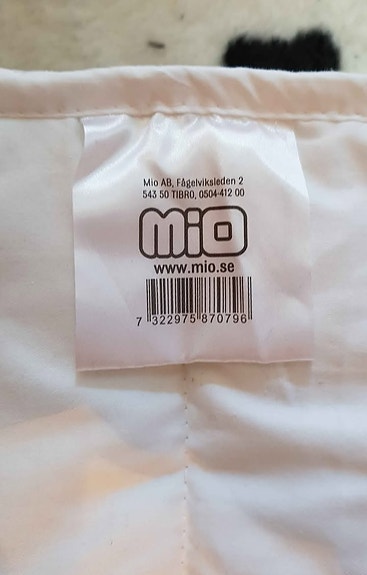 Mio AB, Fågelviksleden 2
543 50 TIBRO, 0504-412 00
MiO
www.mio.se
7 322975 870796